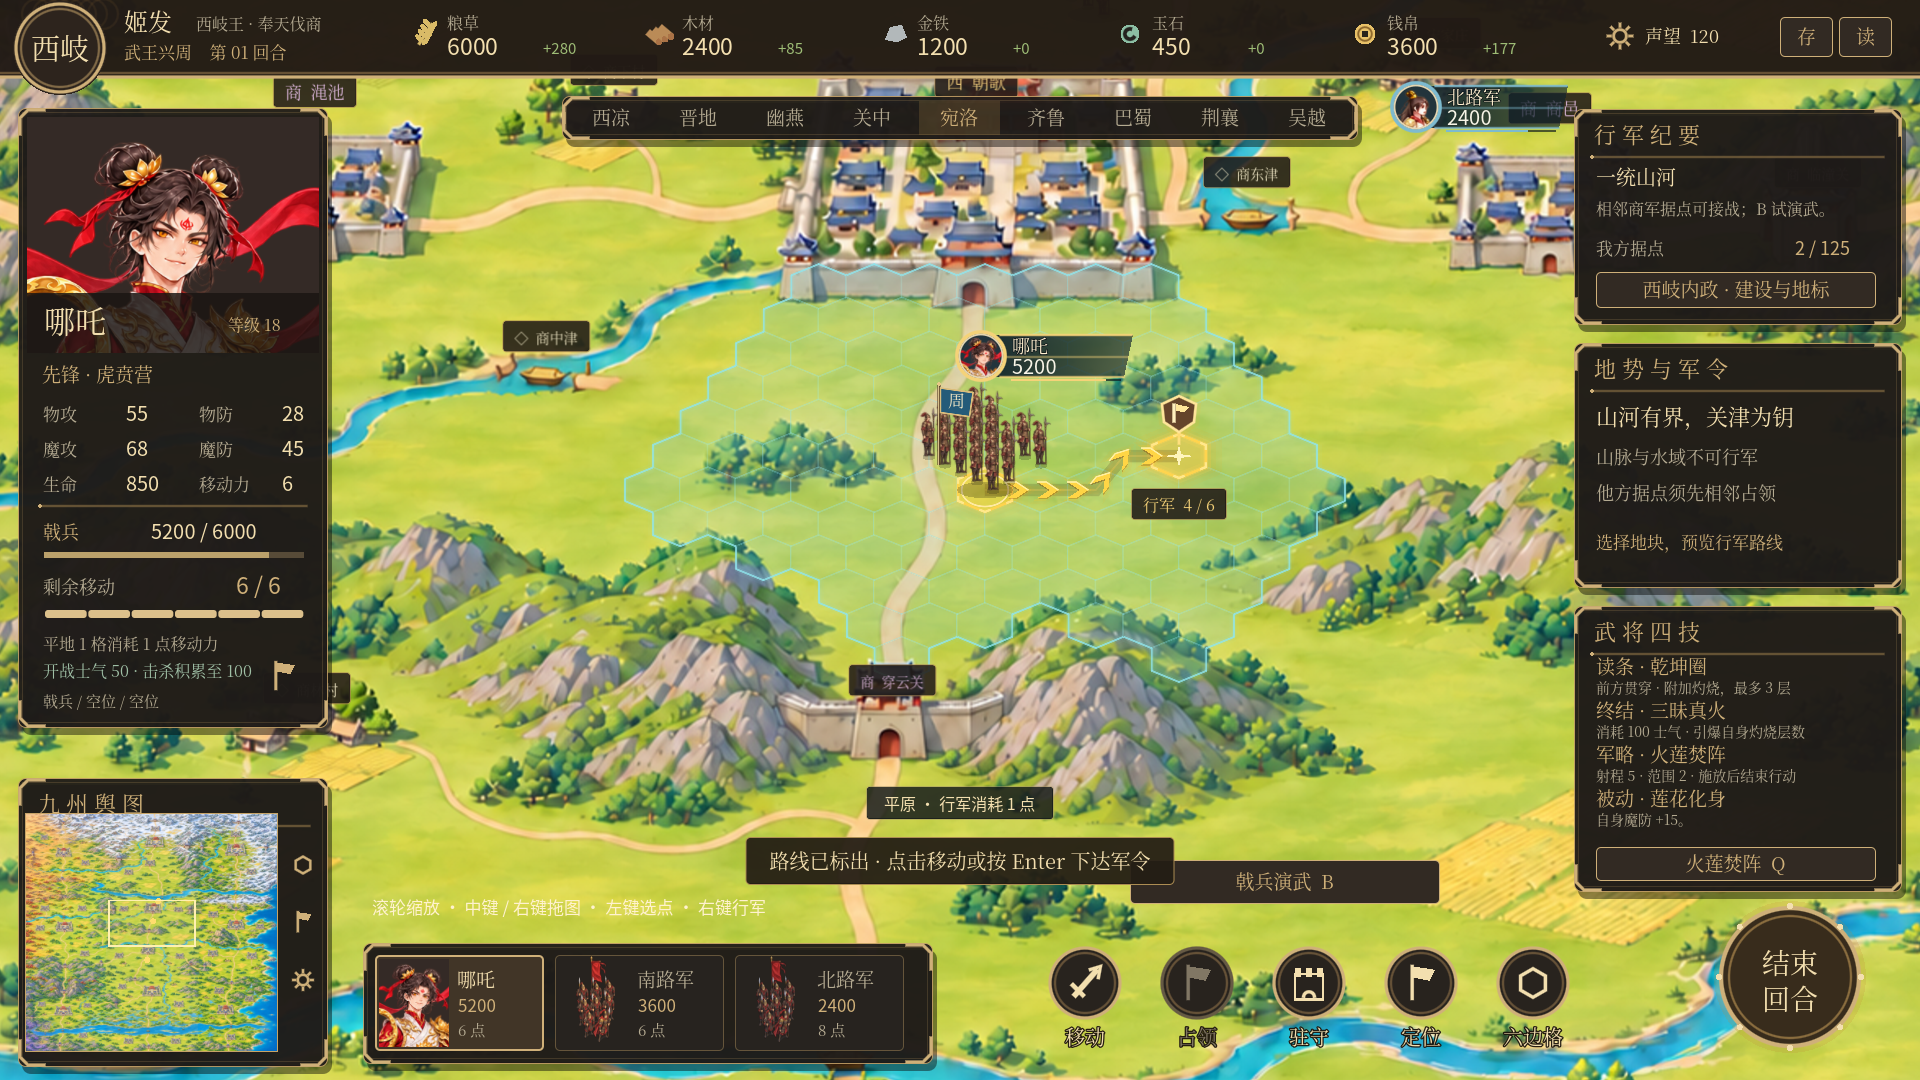 西岐
姬发 西岐王 · 奉天伐商
武王兴周 第 01 回合
粮草
6000 +280
木材
2400 +85
金铁
1200 +0
玉石
450 +0
钱帛
3600 +177
声望 120
存 读
商 渑池
西 朝歌
西凉 晋地 幽燕 关中 宛洛 齐鲁 巴蜀 荆襄 吴越
北路军
2400
商 商邑
商东津
商中津
哪吒
5200
周
行军 4 / 6
商 穿云关
哪吒 等级 18
先锋 · 虎贲营
物攻 55 物防 28
魔攻 68 魔防 45
生命 850 移动力 6
戟兵 5200 / 6000
剩余移动 6 / 6
平地 1 格消耗 1 点移动力
开战士气 50 · 击杀积累至 100
戟兵 / 空位 / 空位
村
九州舆图
行军纪要
一统山河
相邻商军据点可接战；B 试演武。
我方据点 2 / 125
西岐内政 · 建设与地标
地势与军令
山河有界，关津为钥
山脉与水域不可行军
他方据点须先相邻占领
选择地块，预览行军路线
武将四技
读条 · 乾坤圈
前方贯穿 · 附加灼烧，最多 3 层
终结 · 三昧真火
消耗 100 士气 · 引爆自身灼烧层数
军略 · 火莲焚阵
射程 5 · 范围 2 · 施放后结束行动
被动 · 莲花化身
自身魔防 +15。
火莲焚阵 Q
平原 · 行军消耗 1 点
路线已标出 · 点击移动或按 Enter 下达军令
戟兵演武 B
滚轮缩放 · 中键 / 右键拖图 · 左键选点 · 右键行军
哪吒
5200
6 点
南路军
3600
6 点
北路军
2400
8 点
移动 占领 驻守 定位 六边格
结束
回合